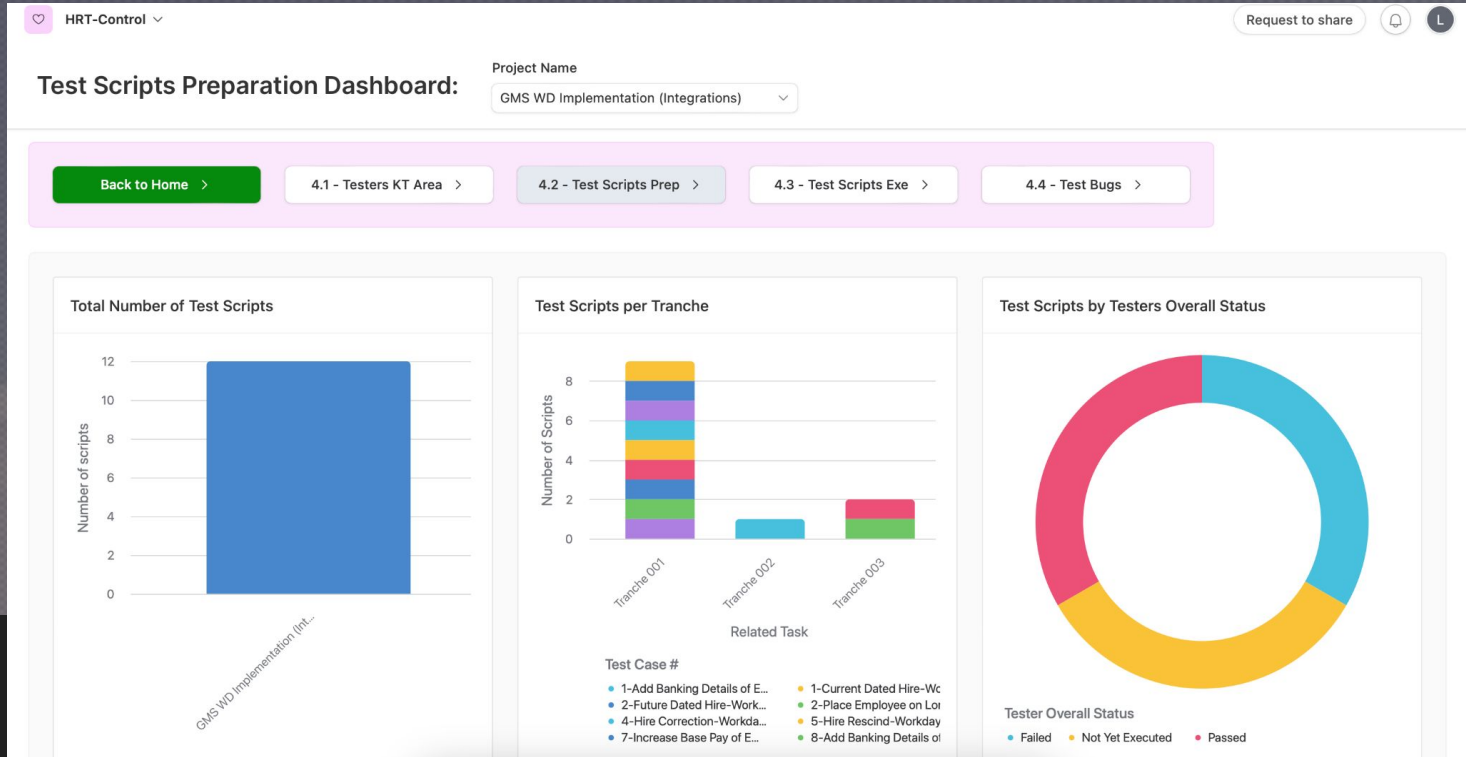 HRT-Control
Request to share
L
Test Scripts Preparation Dashboard:
Project Name
GMS WD Implementation (Integrations)
Back to Home
4.1 - Testers KT Area
4.2 - Test Scripts Prep
4.3 - Test Scripts Exe
4.4 - Test Bugs
Total Number of Test Scripts
Number of scripts
12
10
8
6
4
2
0
GMS WD Implementation (Int...
Test Scripts per Tranche
Number of Scripts
8
6
4
2
0
Tranche 001
Tranche 002
Tranche 003
Related Task
Test Case #
1-Add Banking Details of E...
1-Current Dated Hire-Wo
2-Future Dated Hire-Work...
2-Place Employee on Lo
4-Hire Correction-Workda...
5-Hire Rescind-Workday
7-Increase Base Pay of E...
8-Add Banking Details of
Test Scripts by Testers Overall Status
Tester Overall Status
Failed
Not Yet Executed
Passed